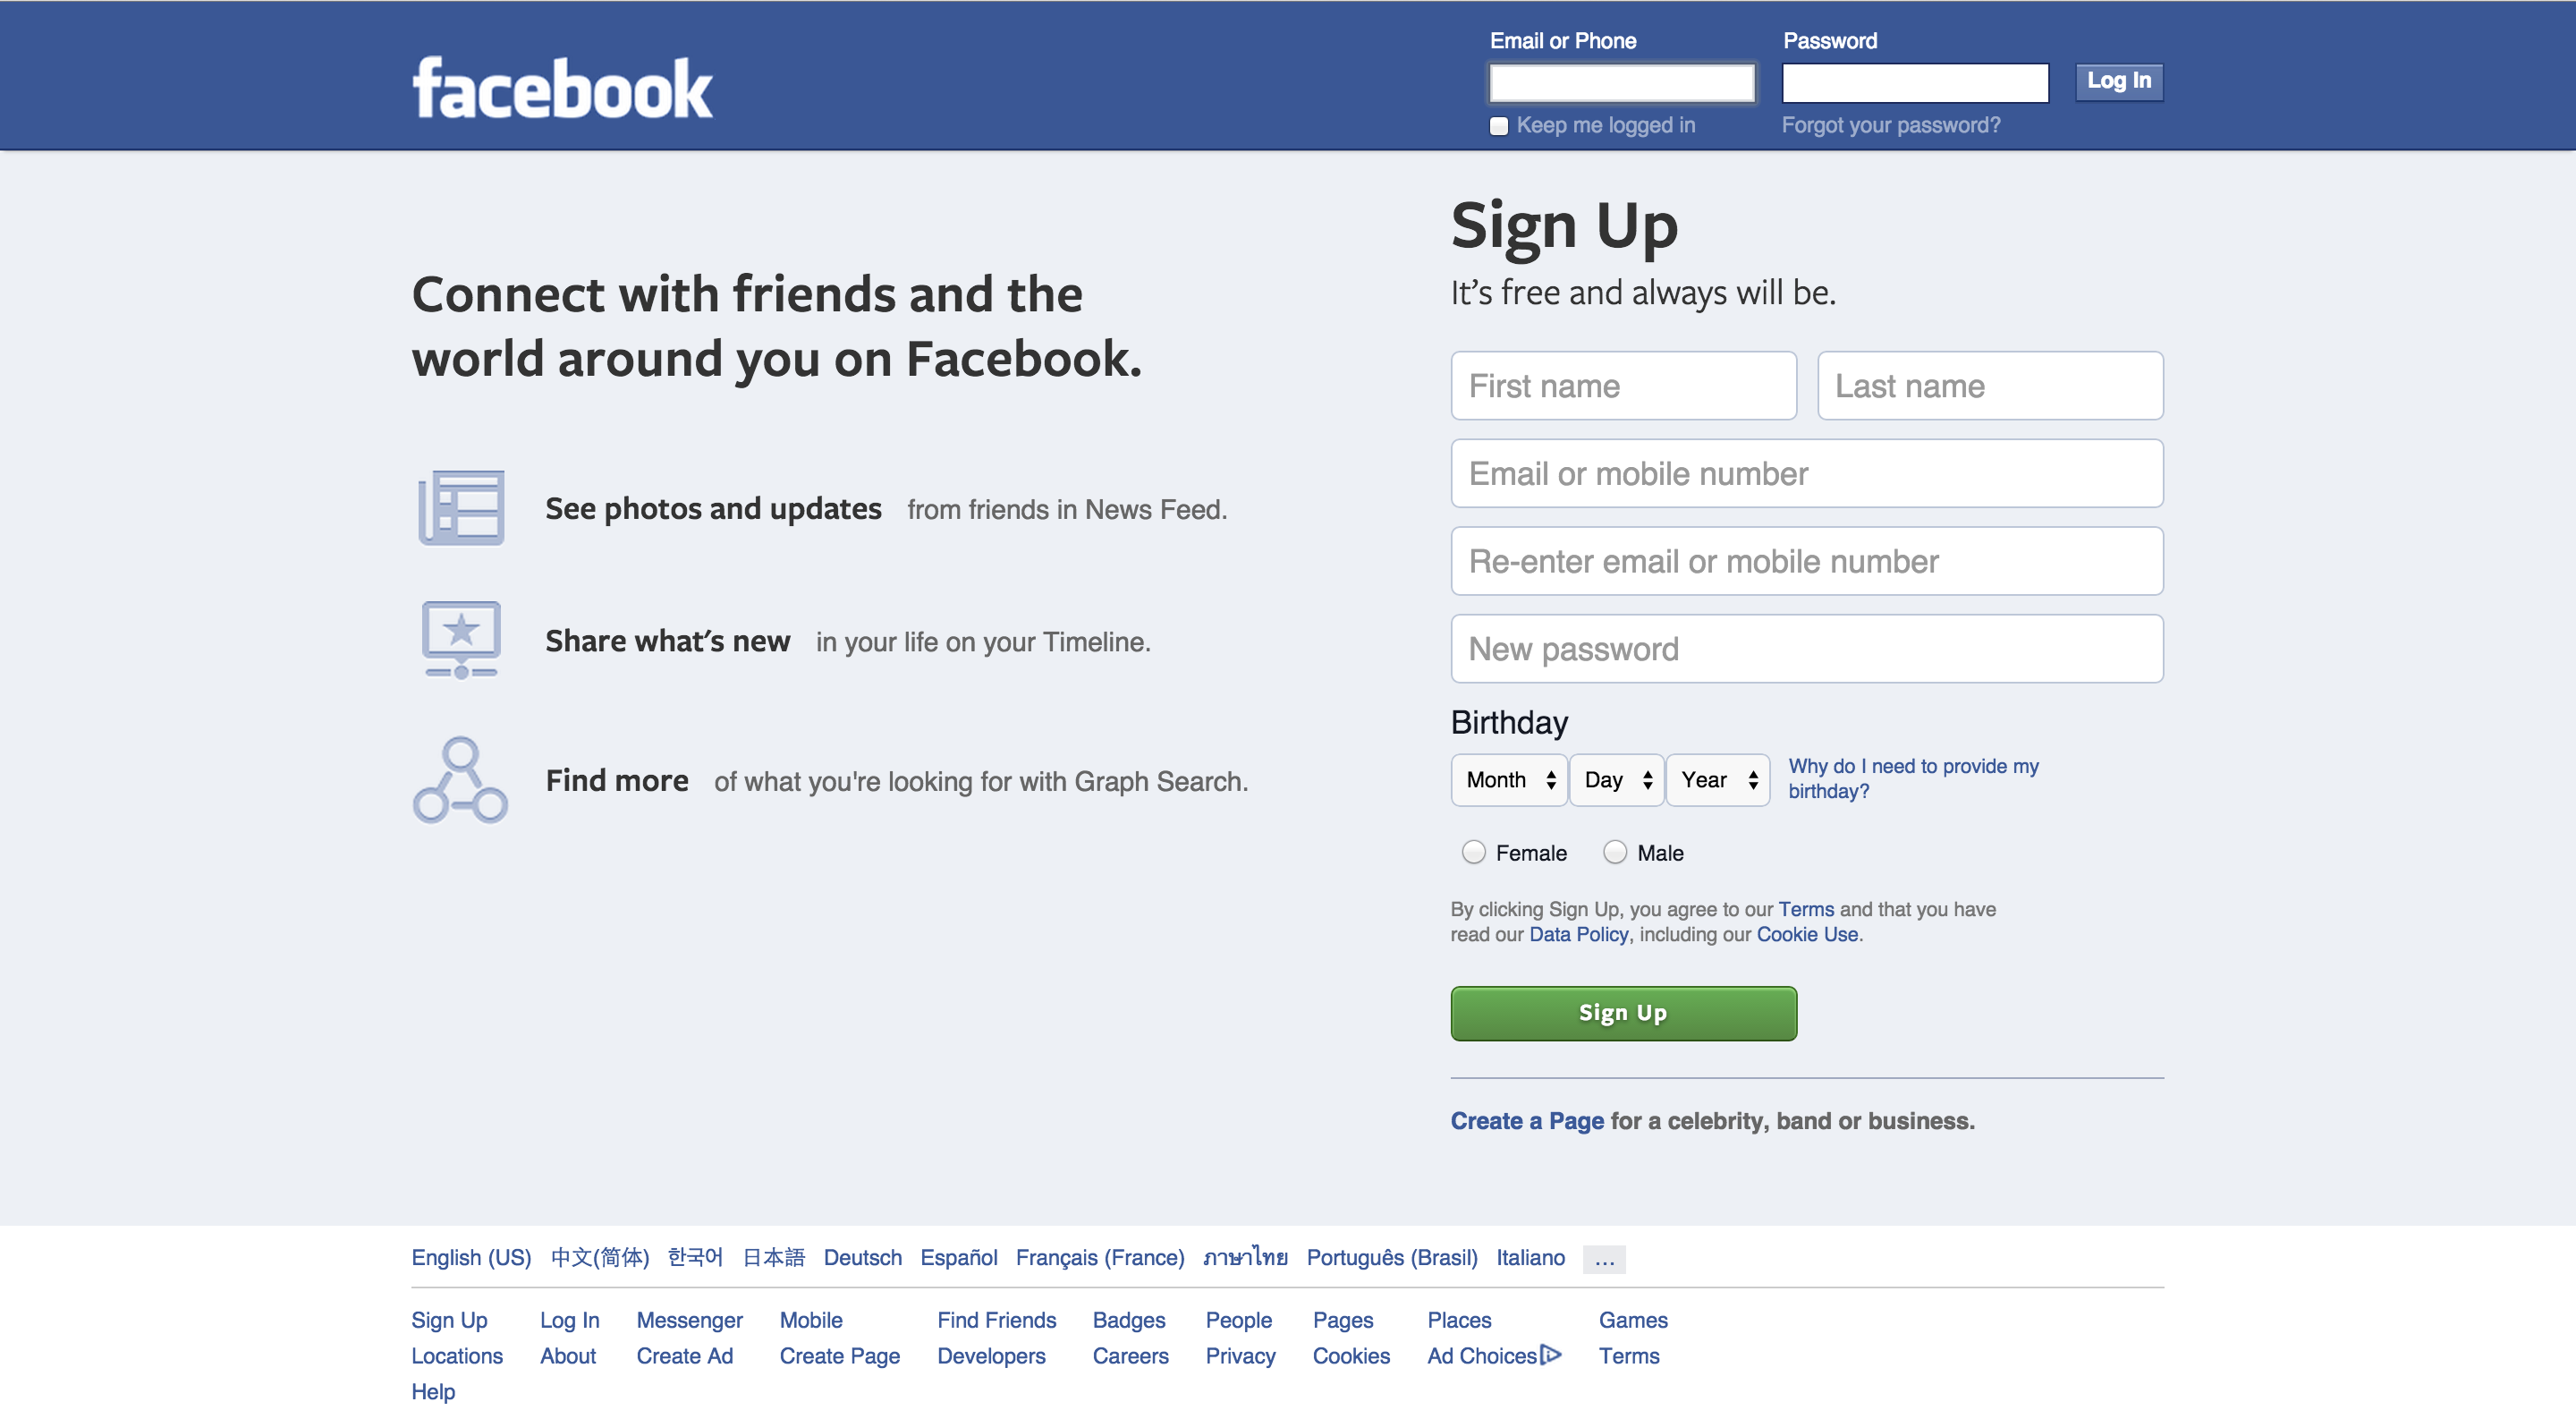 facebook
Email or Phone
Password
Log In
Keep me logged in
Forgot your password?
Connect with friends and the
world around you on Facebook.
See photos and updates from friends in News Feed.
Share what's new in your life on your Timeline.
Find more of what you're looking for with Graph Search.
Sign Up
It's free and always will be.
First name
Last name
Email or mobile number
Re-enter email or mobile number
New password
Birthday
Month Day Year
Why do I need to provide my
birthday?
Female Male
By clicking Sign Up, you agree to our Terms and that you have
read our Data Policy, including our Cookie Use.
Sign Up
Create a Page for a celebrity, band or business.
English (US) 中文(简体) 한국어 日本語 Deutsch Español Français (France) ภาษาไทย Português (Brasil) Italiano ...
Sign Up Log In Messenger Mobile Find Friends Badges People Pages Places Games
Locations About Create Ad Create Page Developers Careers Privacy Cookies Ad Choices Terms
Help